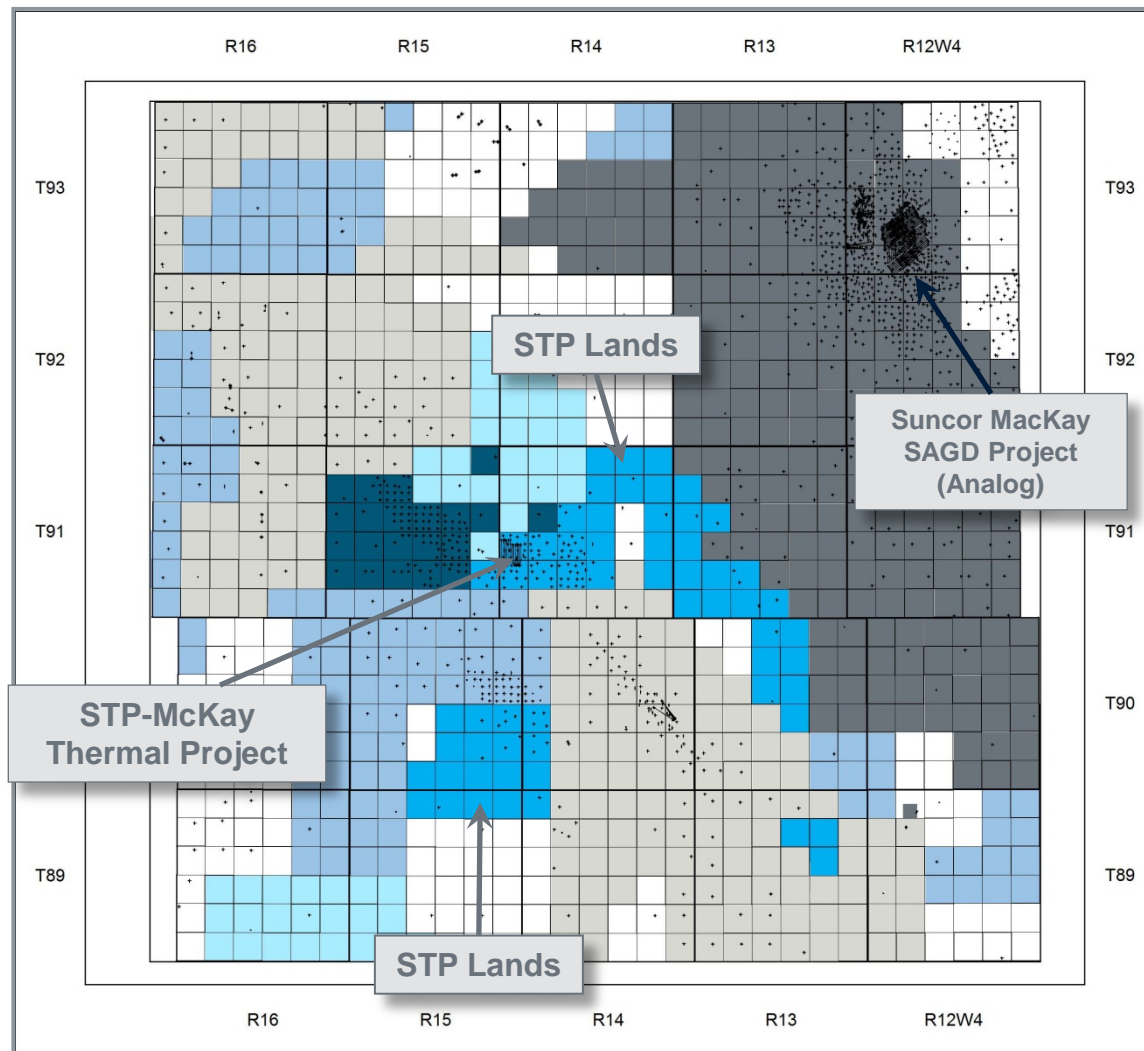 R16 R15 R14 R13 R12W4
T93 T93
STP Lands
T92 T92
Suncor MacKay
SAGD Project
(Analog)
T91 T91
STP-McKay
Thermal Project
T90 T90
T89 T89
STP Lands
R16 R15 R14 R13 R12W4